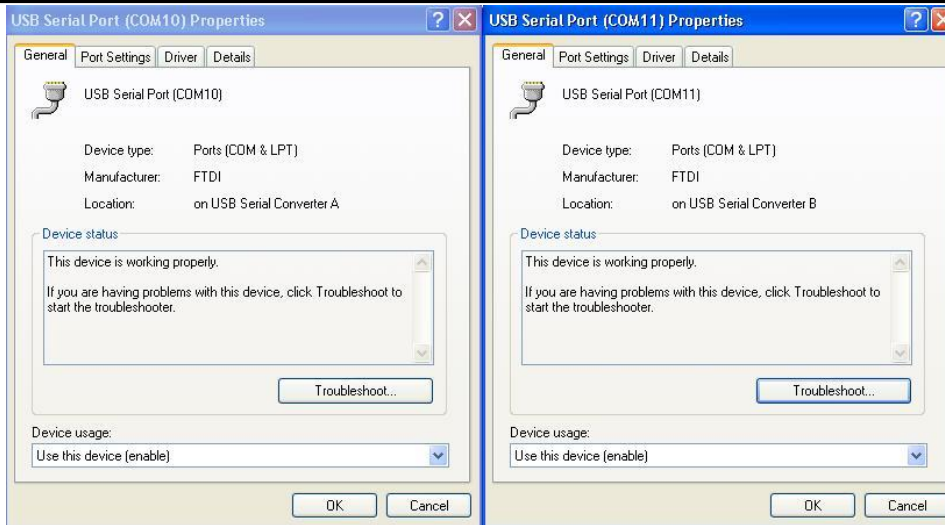 USB Serial Port (COM10) Properties
General Port Settings Driver Details
USB Serial Port (COM10)
Device type: Ports (COM & LPT)
Manufacturer: FTDI
Location: on USB Serial Converter A
Device status
This device is working properly.
If you are having problems with this device, click Troubleshoot to
start the troubleshooter.
Troubleshoot...
Device usage:
Use this device (enable)
OK Cancel
USB Serial Port (COM11) Properties
General Port Settings Driver Details
USB Serial Port (COM11)
Device type: Ports (COM & LPT)
Manufacturer: FTDI
Location: on USB Serial Converter B
Device status
This device is working properly.
If you are having problems with this device, click Troubleshoot to
start the troubleshooter.
Troubleshoot...
Device usage:
Use this device (enable)
OK Cancel